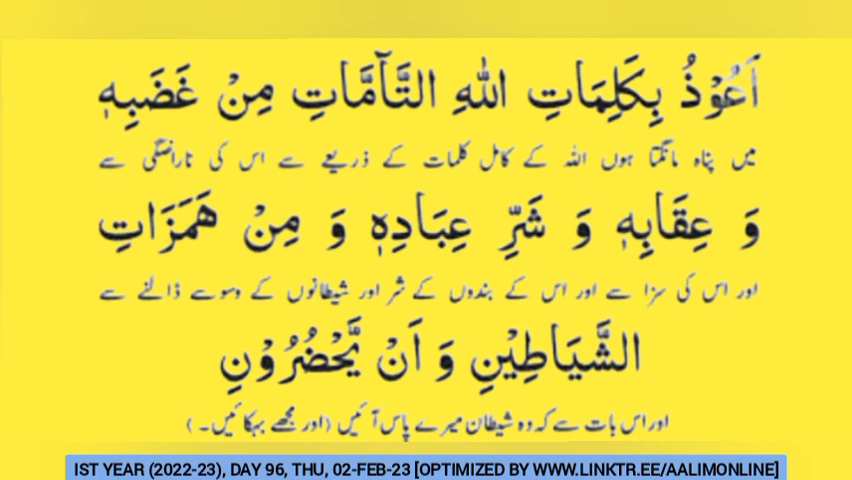 اَعُوْذُ بِکَلِمَاتِ اللّٰهِ التَّآمَّاتِ مِنْ غَضَبِهٖ
میں پناہ مانگتا ہوں اللہ کے کامل کلمات کے ذریعے سے اس کی ناراضگی سے
وَ عِقَابِهٖ وَ شَرِّ عِبَادِهٖ وَ مِنْ هَمَزَاتِ
اور اس کی سزا سے اور اس کے بندوں کے شر اور شیطانوں کے وسوسے ڈالنے سے
الشَّيَاطِيْنِ وَ اَنْ يَّحْضُرُوْنِ
اور اس بات سے کہ وہ شیطان میرے پاس آئیں (اور مجھے بہکائیں۔)
IST YEAR (2022-23), DAY 96, THU, 02-FEB-23 [OPTIMIZED BY WWW.LINKTR.EE/AALIMONLINE]